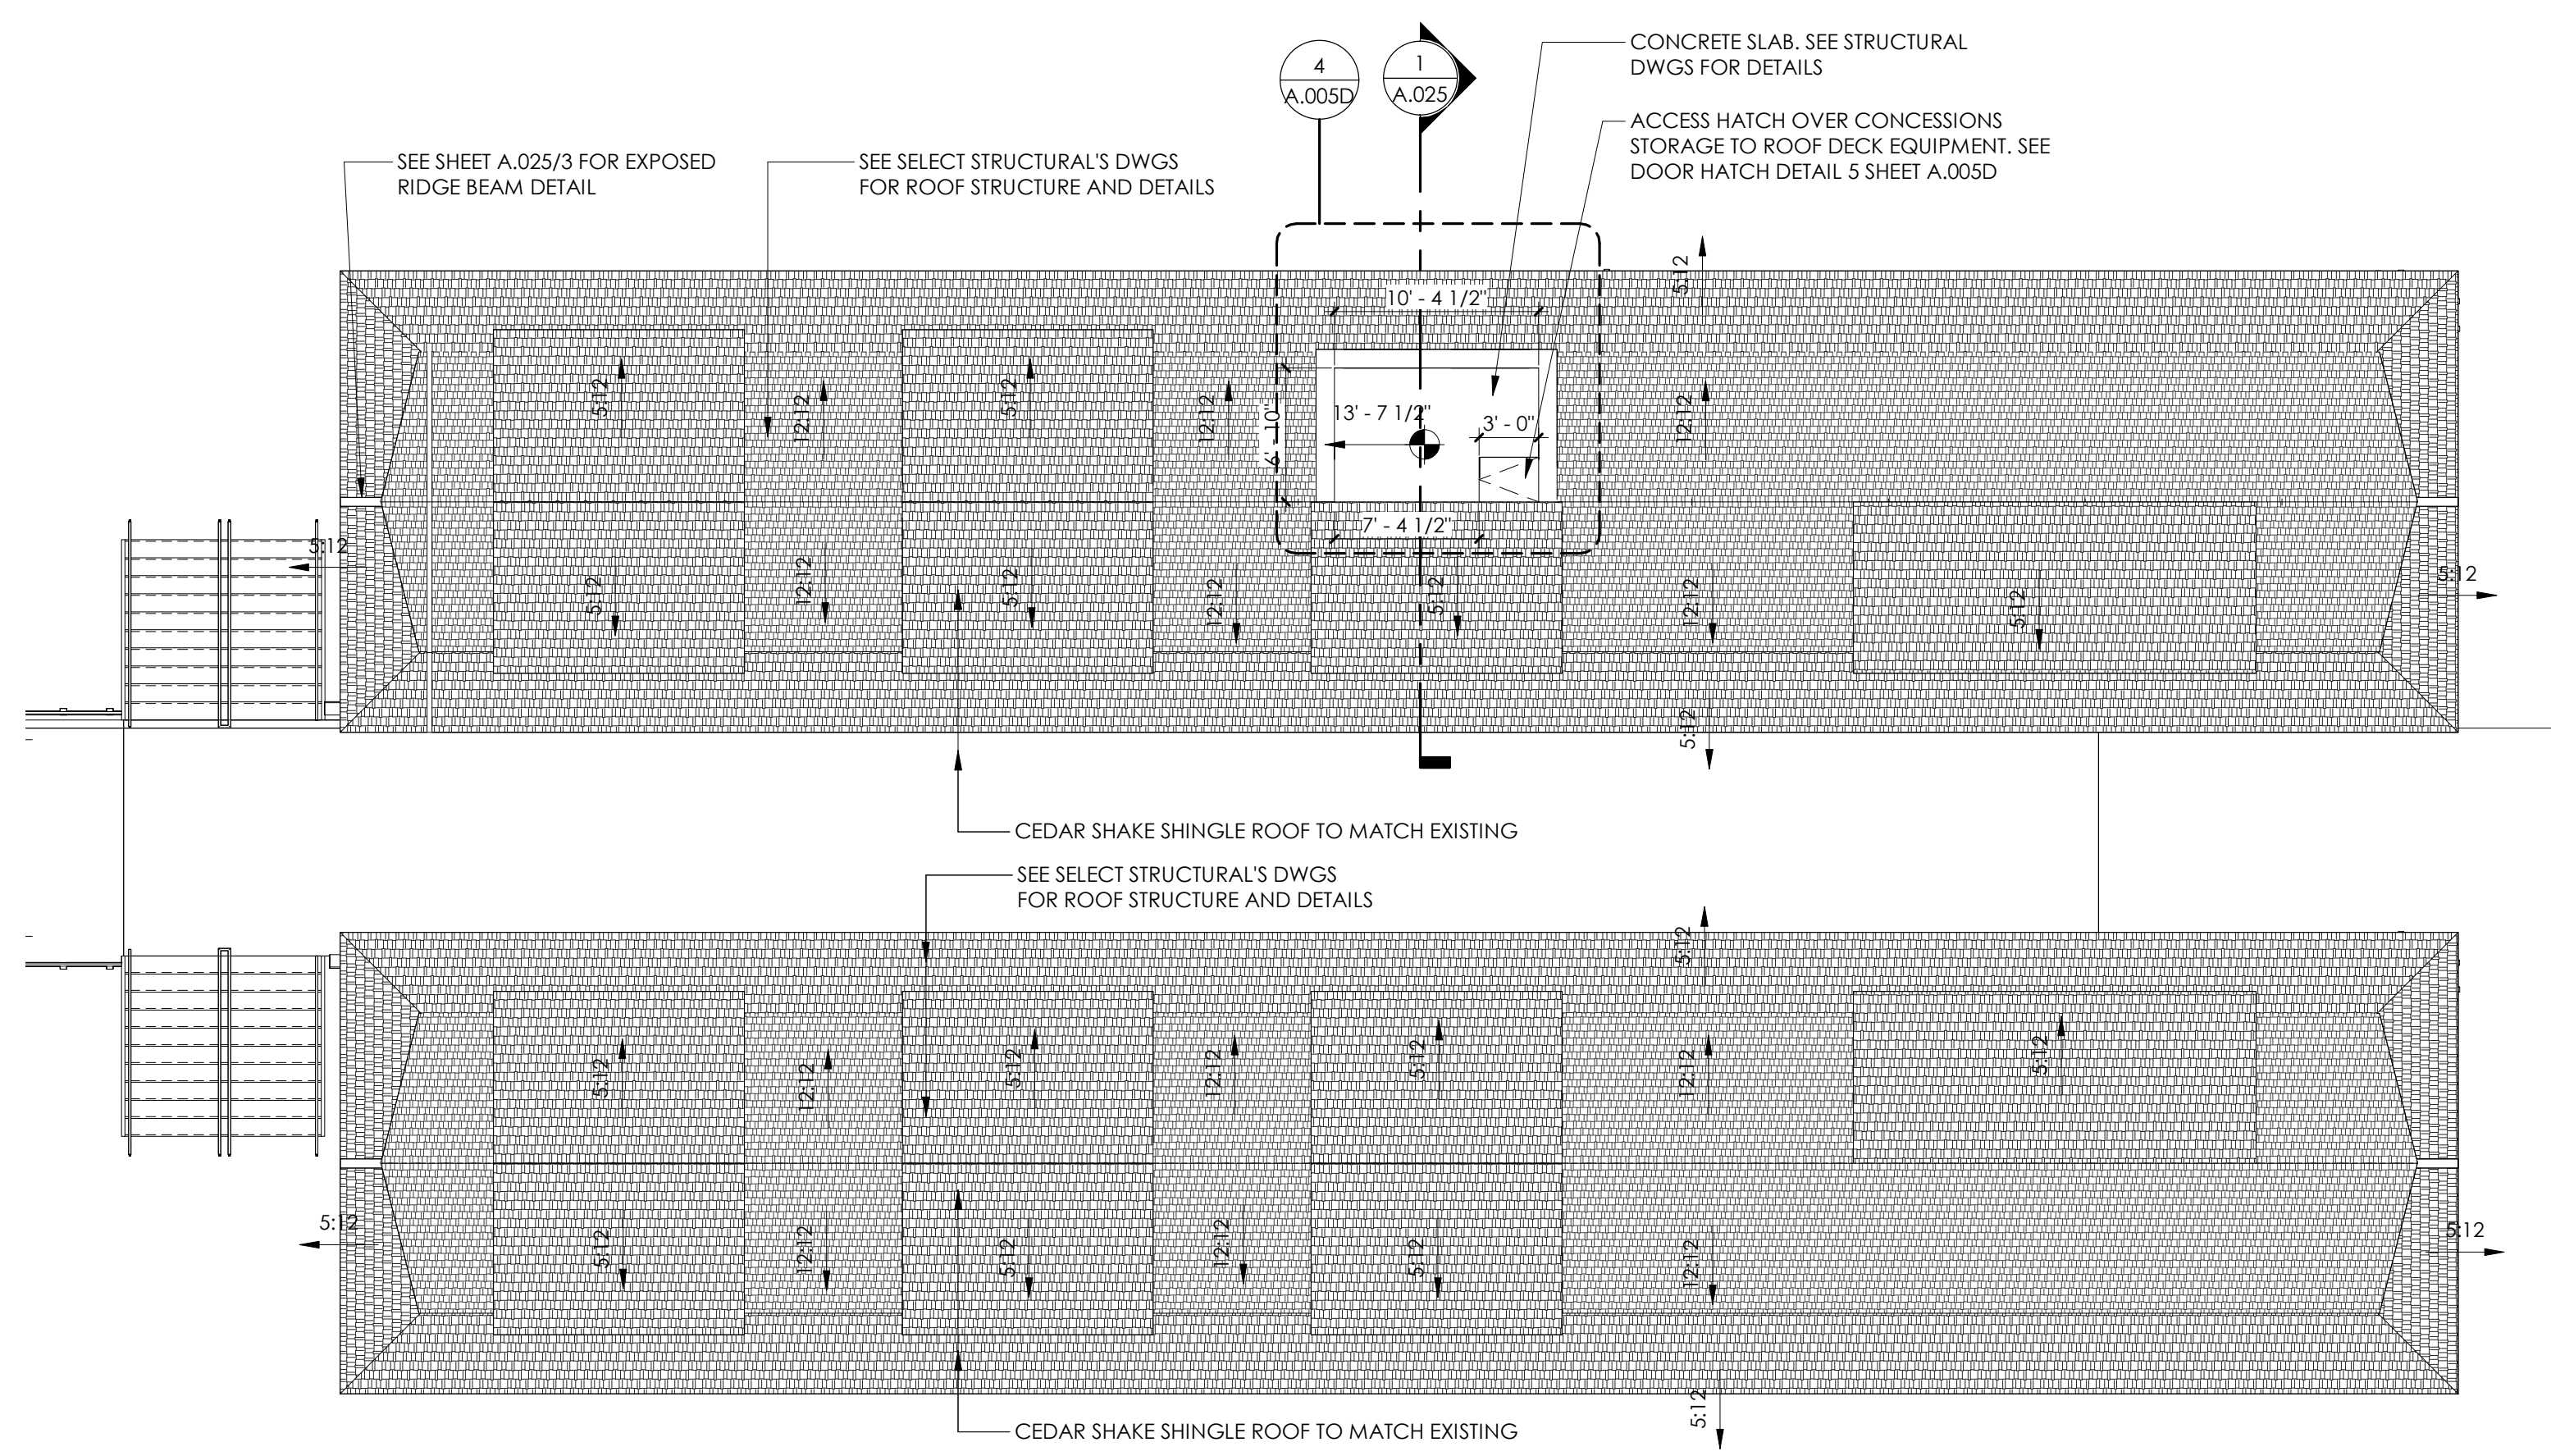 4
A.005D
1
A.025
CONCRETE SLAB. SEE STRUCTURAL
DWGS FOR DETAILS
ACCESS HATCH OVER CONCESSIONS
STORAGE TO ROOF DECK EQUIPMENT. SEE
DOOR HATCH DETAIL 5 SHEET A.005D
SEE SHEET A.025/3 FOR EXPOSED
RIDGE BEAM DETAIL
SEE SELECT STRUCTURAL'S DWGS
FOR ROOF STRUCTURE AND DETAILS
5:12
10' - 4 1/2"
5:12
12:12
5:12
12:12
6' - 10"
13' - 7 1/2"
3' - 0"
12:12
7' - 4 1/2"
5:12
5:12
12:12
5:12
12:12
5:12
12:12
5:12
5:12
5:12
CEDAR SHAKE SHINGLE ROOF TO MATCH EXISTING
SEE SELECT STRUCTURAL'S DWGS
FOR ROOF STRUCTURE AND DETAILS
5:12
5:12
12:12
5:12
12:12
5:12
12:12
5:12
5:12
5:12
12:12
5:12
12:12
5:12
12:12
5:12
5:12
CEDAR SHAKE SHINGLE ROOF TO MATCH EXISTING